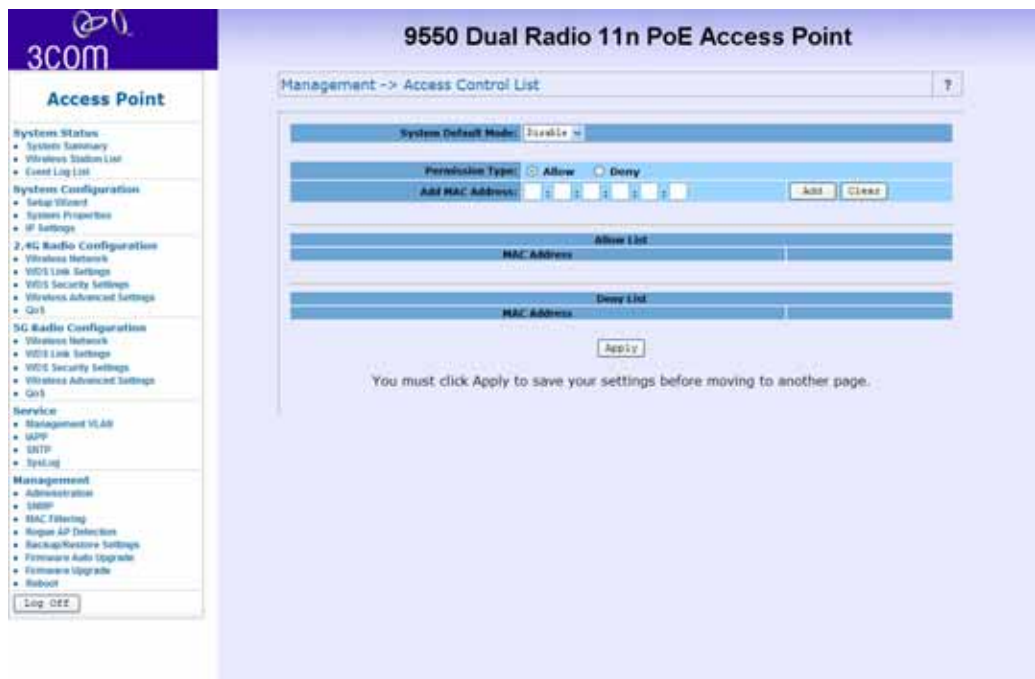 3COM
9550 Dual Radio 11n PoE Access Point
Access Point
System Status
System Summary
Wireless Station List
Event Log List
System Configuration
Setup Wizard
System Properties
IP Settings
2.4G Radio Configuration
Wireless Network
WDS Link Settings
WDS Security Settings
Wireless Advanced Settings
QoS
5G Radio Configuration
Wireless Network
WDS Link Settings
WDS Security Settings
Wireless Advanced Settings
QoS
Service
Management VLAN
IAPP
SNTP
SysLog
Management
Administration
SNMP
MAC Filtering
Rogue AP Detection
Backup/Restore Settings
Firmware Auto Upgrade
Firmware Upgrade
Reboot
Log Off
Management -> Access Control List ?
System Default Mode: Disable
Permission Type: Allow Deny
Add MAC Address: : : : : : Add Clear
Allow List
MAC Address
Deny List
MAC Address
Apply
You must click Apply to save your settings before moving to another page.